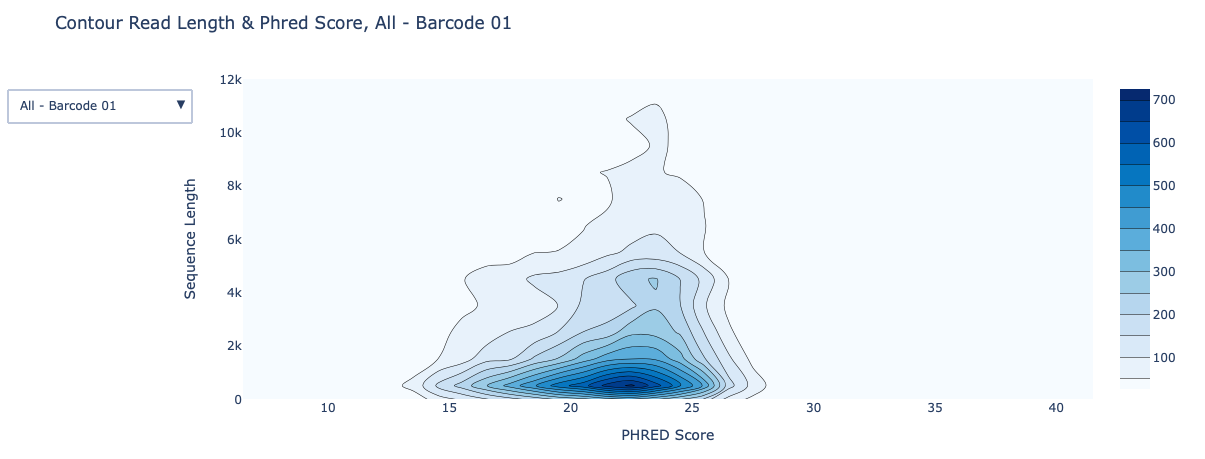 Contour Read Length & Phred Score, All - Barcode 01
All - Barcode 01 ▼
Sequence Length
12k
10k
8k
6k
4k
2k
0
10 15 20 25 30 35 40
PHRED Score
700
600
500
400
300
200
100